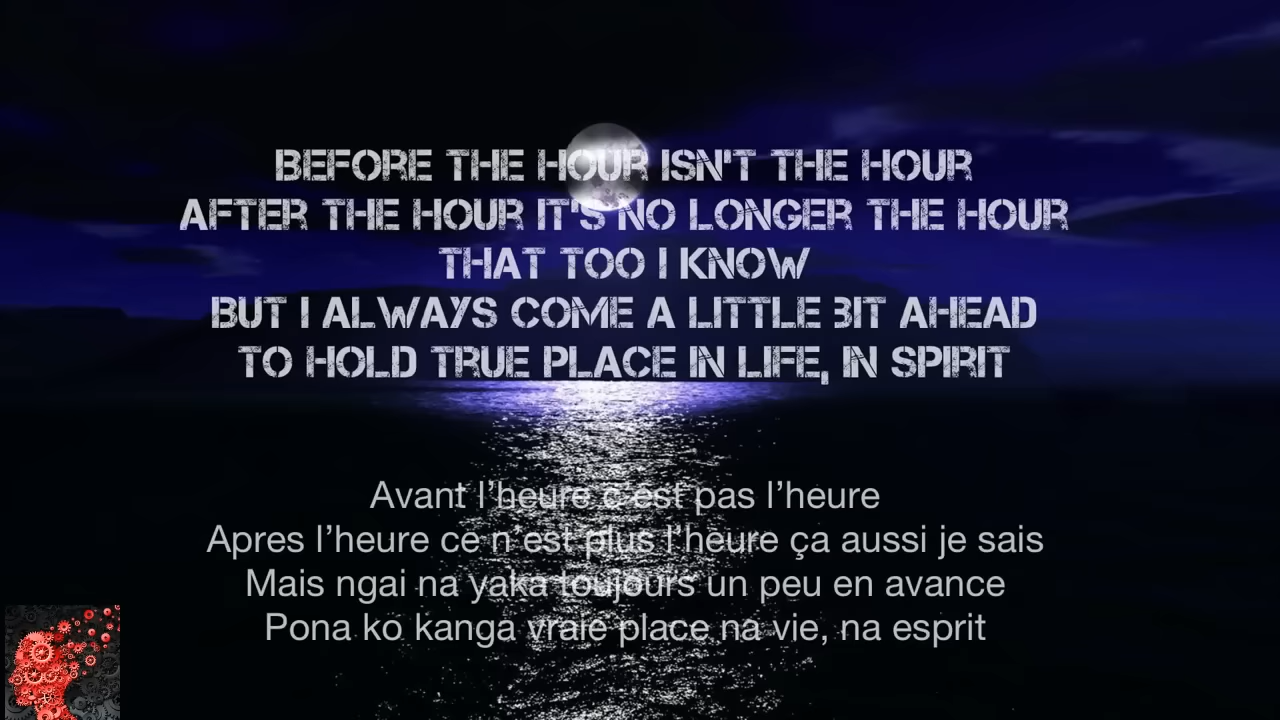 BEFORE THE HOUR ISN'T THE HOUR
AFTER THE HOUR IT'S NO LONGER THE HOUR
THAT TOO I KNOW
BUT I ALWAYS COME A LITTLE BIT AHEAD
TO HOLD TRUE PLACE IN LIFE, IN SPIRIT
Avant l’heure c’est pas l’heure
Apres l’heure ce n’est plus l’heure ça aussi je sais
Mais ngai na yaka toujours un peu en avance
Pona ko kanga vraie place na vie, na esprit